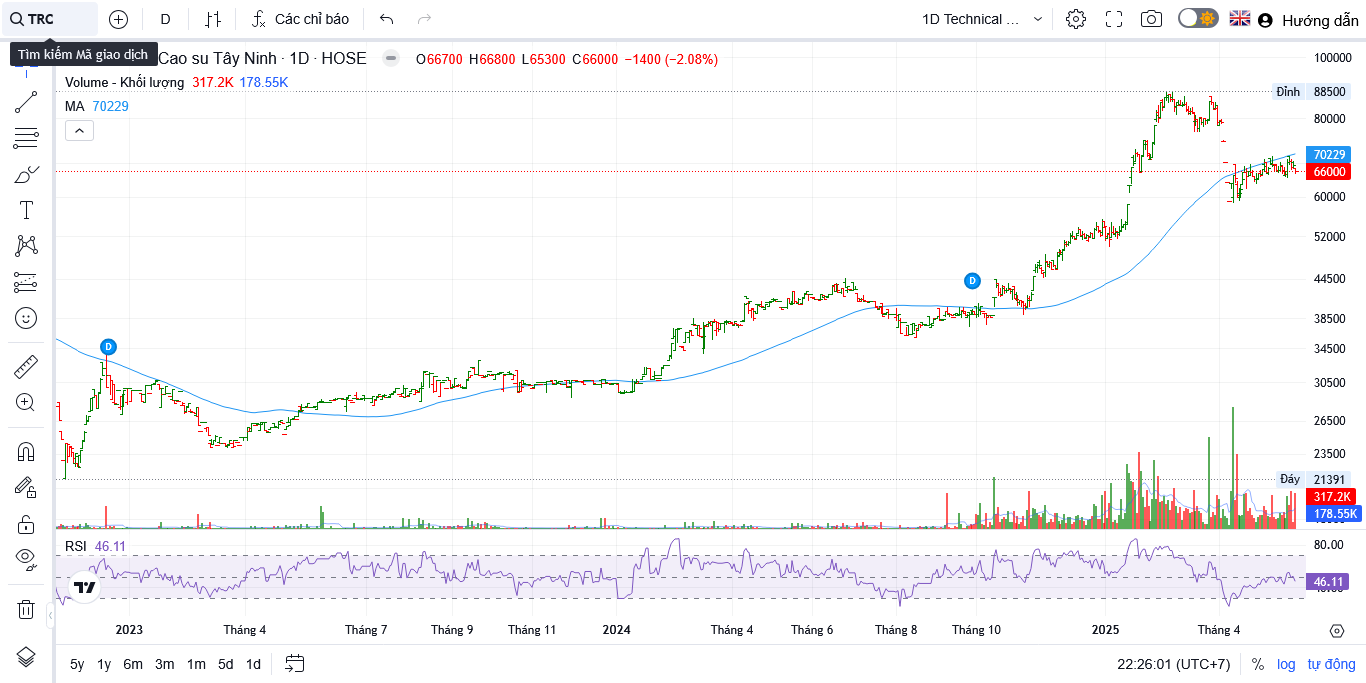 TRC
D
Các chỉ báo
1D Technical ...
Hướng dẫn
Tìm kiếm Mã giao dịch
Cao su Tây Ninh · 1D · HOSE
O66700 H66800 L65300 C66000 −1400 (−2.08%)
Volume - Khối lượng 317.2K 178.55K
MA 70229
100000
Đỉnh 88500
80000
70229
66000
60000
52000
44500
38500
34500
30500
26500
23500
Đáy 21391
317.2K
178.55K
D
D
RSI 46.11
80.00
46.11
2023
Tháng 4
Tháng 7
Tháng 9
Tháng 11
2024
Tháng 4
Tháng 6
Tháng 8
Tháng 10
2025
Tháng 4
5y 1y 6m 3m 1m 5d 1d
22:26:01 (UTC+7)
% log tự động